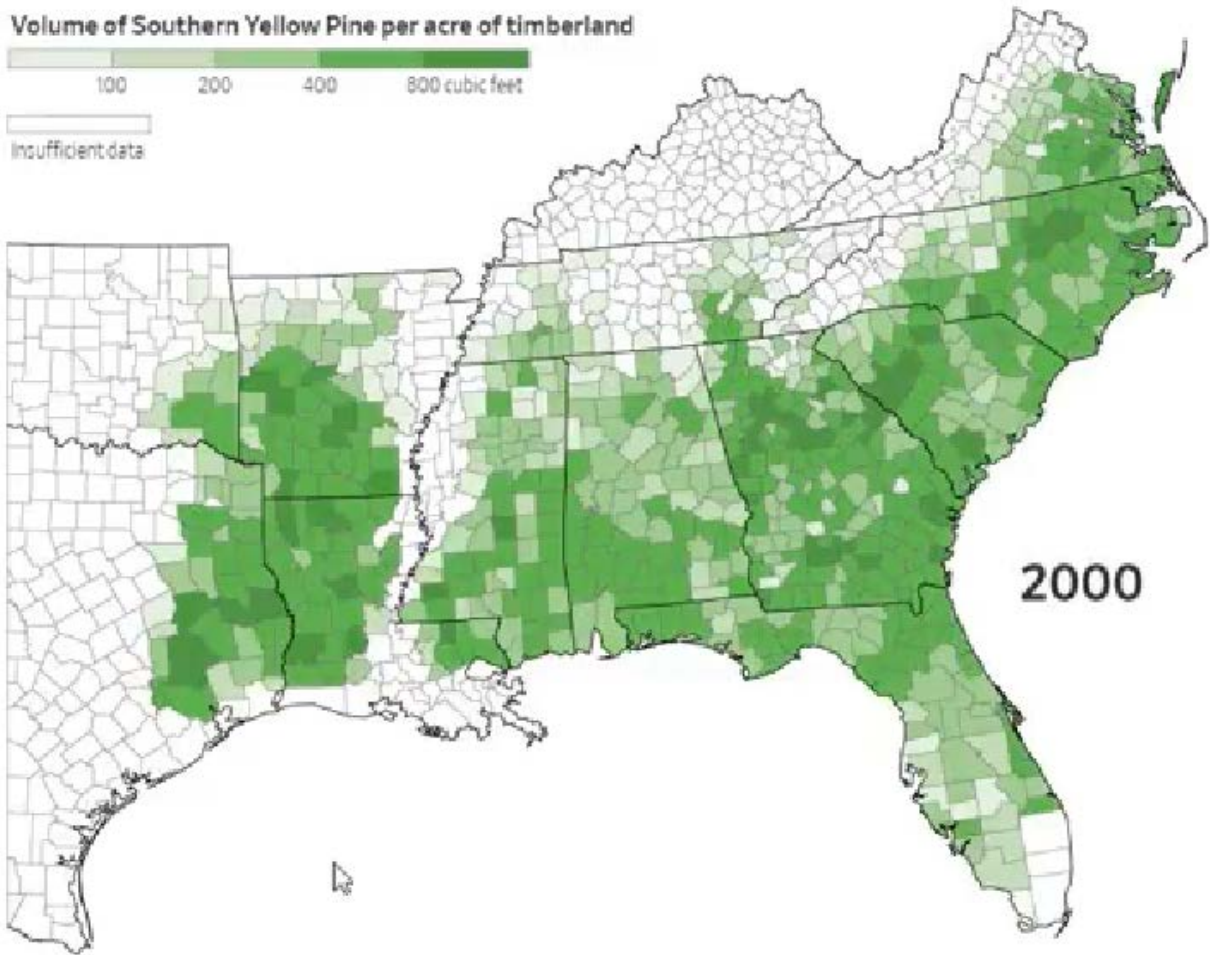 Volume of Southern Yellow Pine per acre of timberland
100 200 400 800 cubic feet
Insufficient data
2000